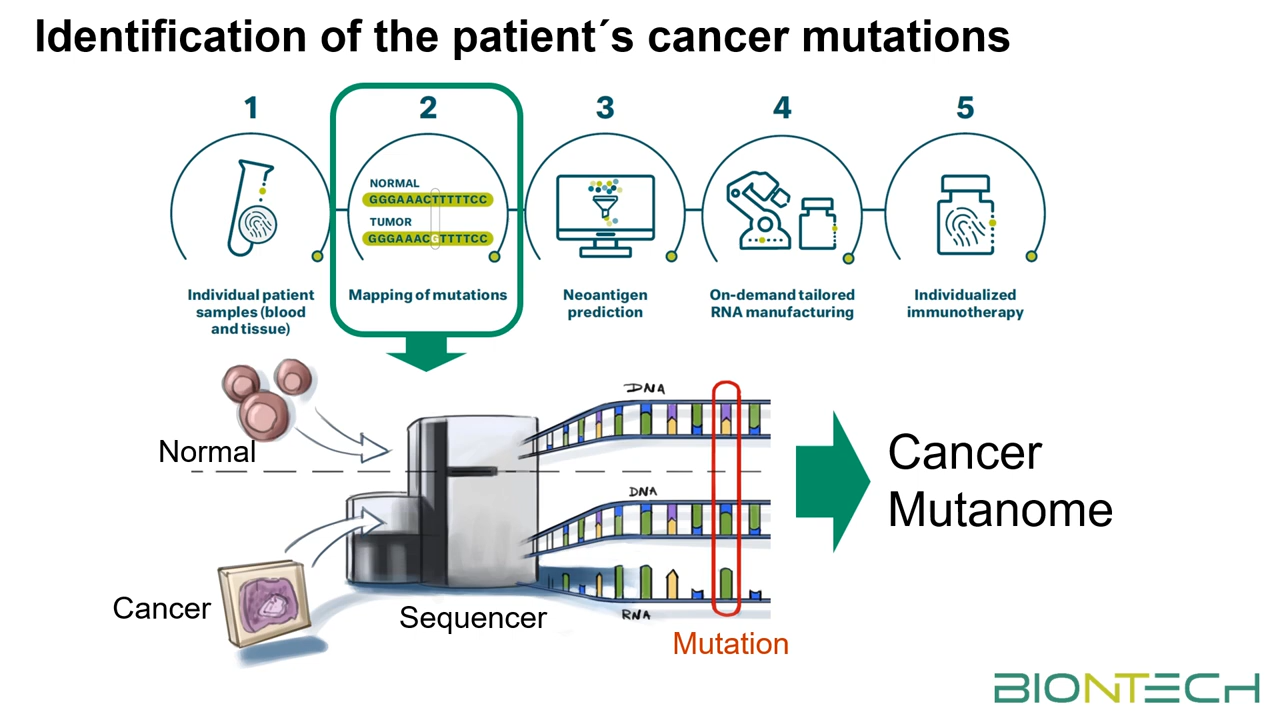 Identification of the patient´s cancer mutations
1
2
3
4
5
NORMAL
GGGAAACTTTTTCC
TUMOR
GGGAAACGTTTTCC
Individual patient
samples (blood
and tissue)
Mapping of mutations
Neoantigen
prediction
On-demand tailored
RNA manufacturing
Individualized
immunotherapy
DNA
Normal
DNA
Cancer
Sequencer
RNA
Mutation
Cancer
Mutanome
BIONTECH